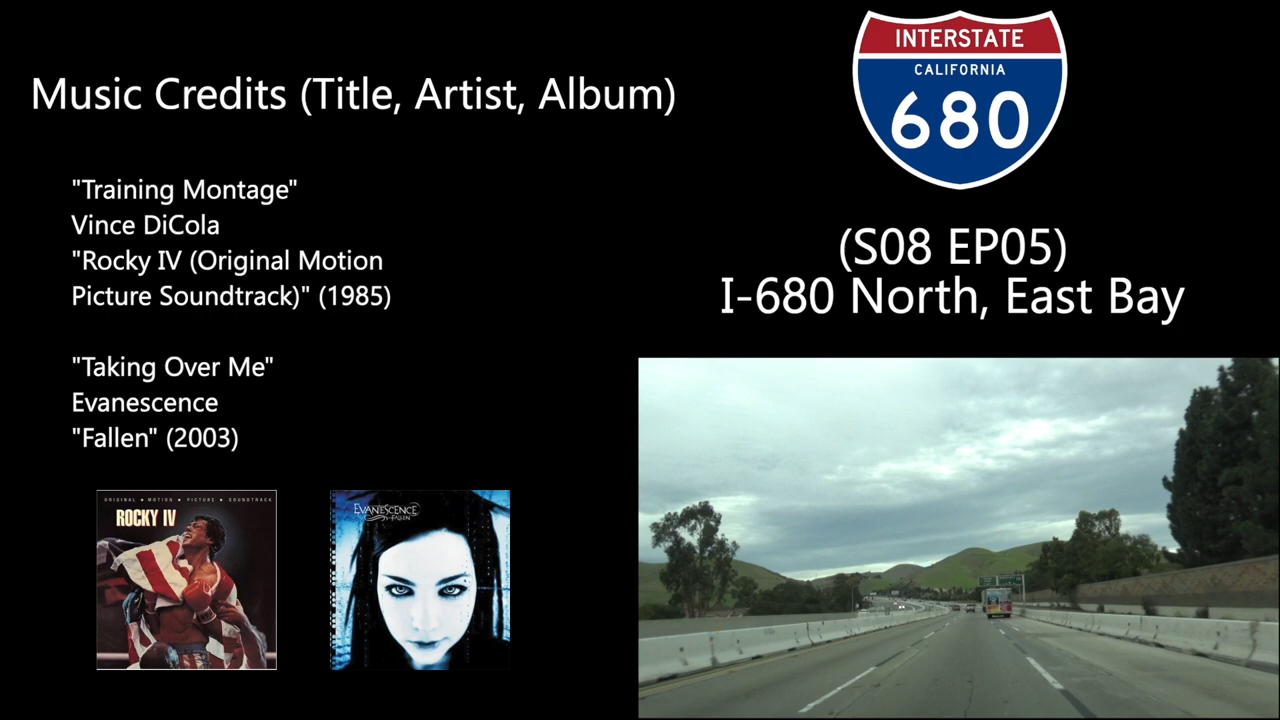 Music Credits (Title, Artist, Album)
"Training Montage"
Vince DiCola
"Rocky IV (Original Motion
Picture Soundtrack)" (1985)
"Taking Over Me"
Evanescence
"Fallen" (2003)
ORIGINAL • MOTION • PICTURE • SOUNDTRACK
ROCKY IV
EVANESCENCE
FALLEN
INTERSTATE
CALIFORNIA
680
(S08 EP05)
I-680 North, East Bay